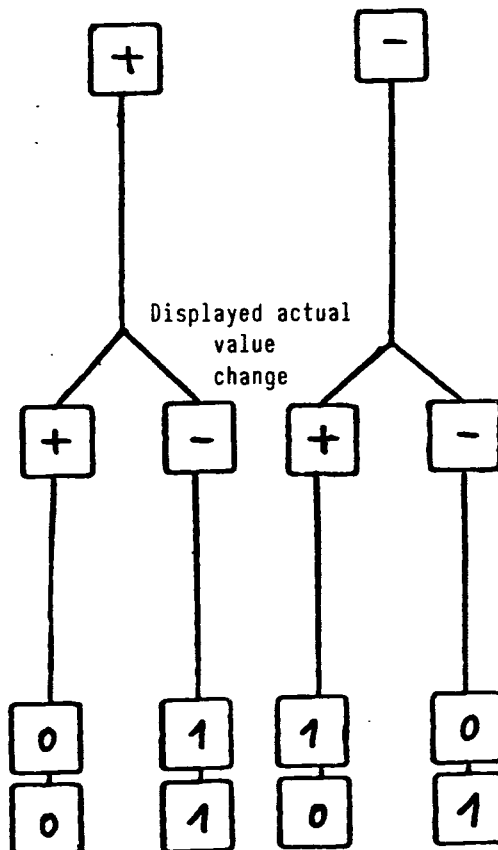 + -
Displayed actual
value
change
+ - + -
0 1 1 0
0 1 0 1